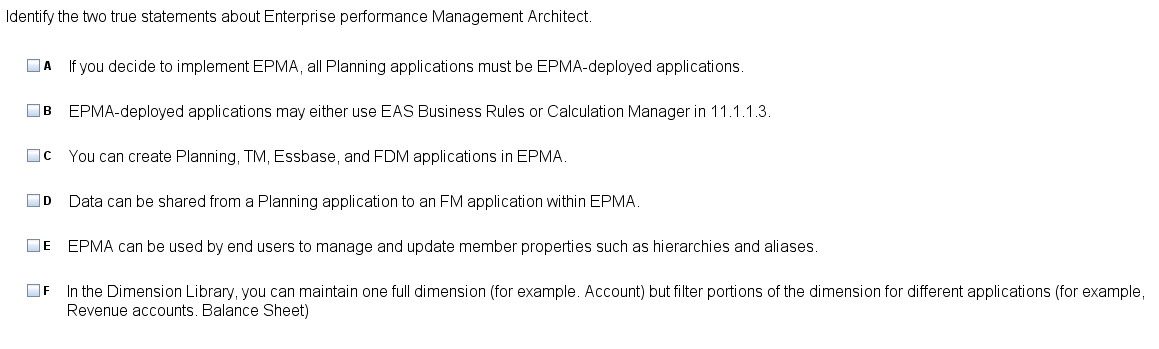 Identify the two true statements about Enterprise performance Management Architect.
A If you decide to implement EPMA, all Planning applications must be EPMA-deployed applications.
B EPMA-deployed applications may either use EAS Business Rules or Calculation Manager in 11.1.1.3.
C You can create Planning, TM, Essbase, and FDM applications in EPMA.
D Data can be shared from a Planning application to an FM application within EPMA.
E EPMA can be used by end users to manage and update member properties such as hierarchies and aliases.
F In the Dimension Library, you can maintain one full dimension (for example. Account) but filter portions of the dimension for different applications (for example,
Revenue accounts. Balance Sheet)